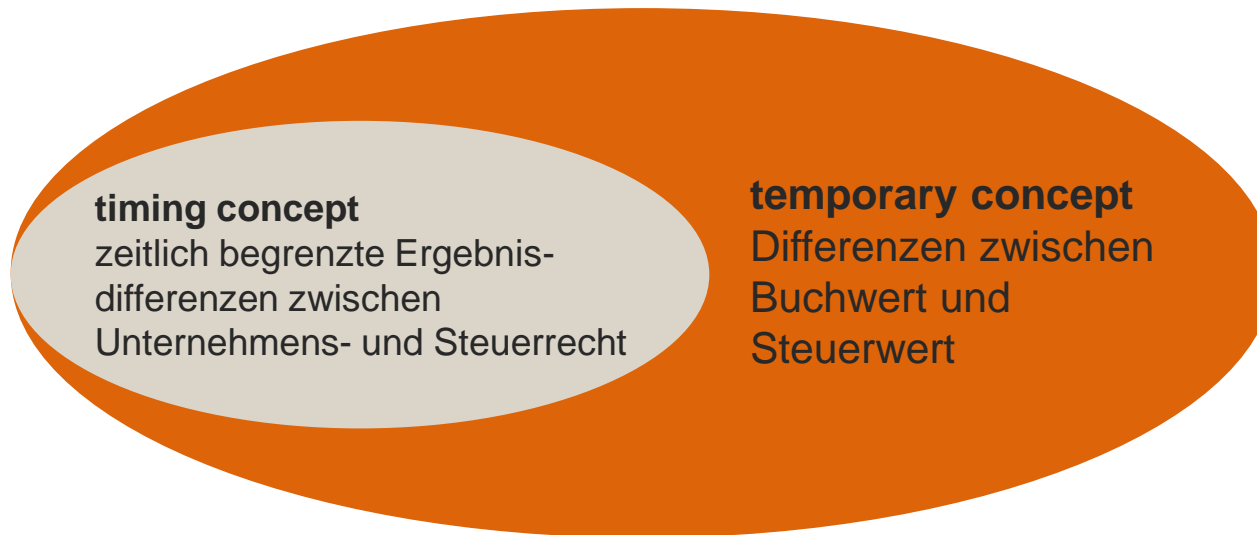 timing concept
zeitlich begrenzte Ergebnis-
differenzen zwischen
Unternehmens- und Steuerrecht
temporary concept
Differenzen zwischen
Buchwert und
Steuerwert